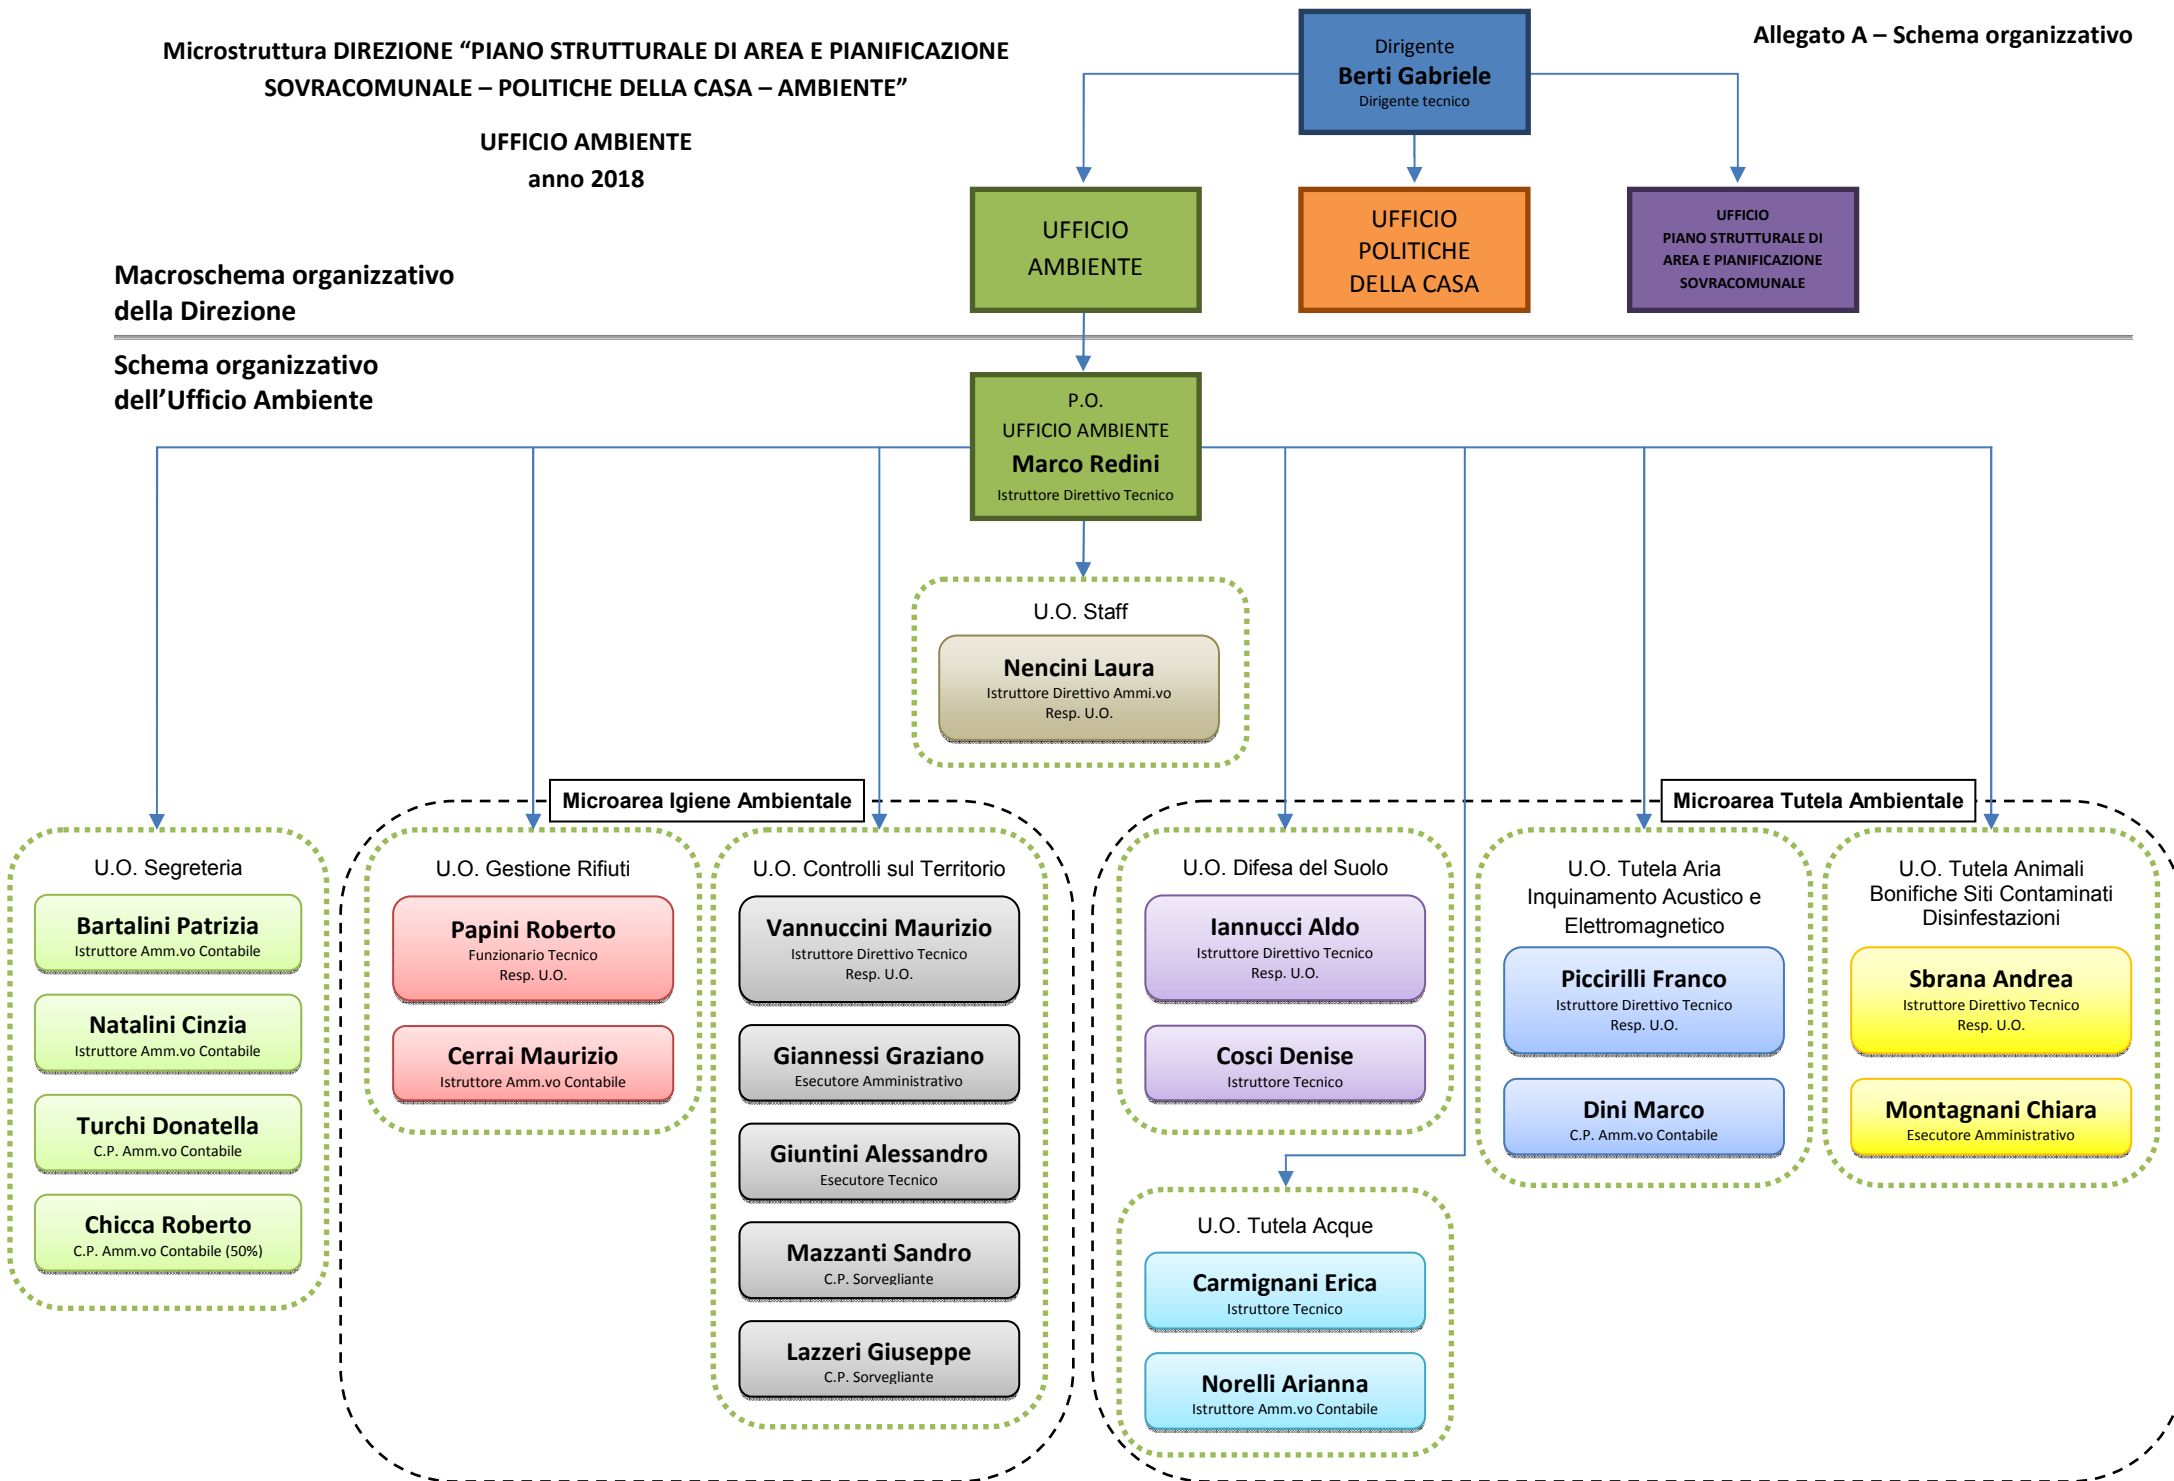 Microstruttura DIREZIONE “PIANO STRUTTURALE DI AREA E PIANIFICAZIONE
SOVRACOMUNALE – POLITICHE DELLA CASA – AMBIENTE”
UFFICIO AMBIENTE
anno 2018
Allegato A – Schema organizzativo
Dirigente
Berti Gabriele
Dirigente tecnico
UFFICIO
AMBIENTE
UFFICIO
POLITICHE
DELLA CASA
UFFICIO
PIANO STRUTTURALE DI
AREA E PIANIFICAZIONE
SOVRACOMUNALE
Macroschema organizzativo
della Direzione
Schema organizzativo
dell’Ufficio Ambiente
P.O.
UFFICIO AMBIENTE
Marco Redini
Istruttore Direttivo Tecnico
U.O. Staff
Nencini Laura
Istruttore Direttivo Ammi.vo
Resp. U.O.
Microarea Igiene Ambientale
Microarea Tutela Ambientale
U.O. Segreteria
Bartalini Patrizia
Istruttore Amm.vo Contabile
Natalini Cinzia
Istruttore Amm.vo Contabile
Turchi Donatella
C.P. Amm.vo Contabile
Chicca Roberto
C.P. Amm.vo Contabile (50%)
U.O. Gestione Rifiuti
Papini Roberto
Funzionario Tecnico
Resp. U.O.
Cerrai Maurizio
Istruttore Amm.vo Contabile
U.O. Controlli sul Territorio
Vannuccini Maurizio
Istruttore Direttivo Tecnico
Resp. U.O.
Giannessi Graziano
Esecutore Amministrativo
Giuntini Alessandro
Esecutore Tecnico
Mazzanti Sandro
C.P. Sorvegliante
Lazzeri Giuseppe
C.P. Sorvegliante
U.O. Difesa del Suolo
Iannucci Aldo
Istruttore Direttivo Tecnico
Resp. U.O.
Cosci Denise
Istruttore Tecnico
U.O. Tutela Acque
Carmignani Erica
Istruttore Tecnico
Norelli Arianna
Istruttore Amm.vo Contabile
U.O. Tutela Aria
Inquinamento Acustico e
Elettromagnetico
Piccirilli Franco
Istruttore Direttivo Tecnico
Resp. U.O.
Dini Marco
C.P. Amm.vo Contabile
U.O. Tutela Animali
Bonifiche Siti Contaminati
Disinfestazioni
Sbrana Andrea
Istruttore Direttivo Tecnico
Resp. U.O.
Montagnani Chiara
Esecutore Amministrativo